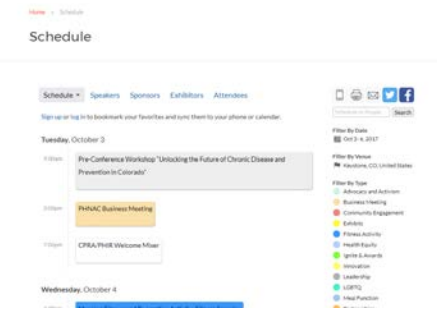 Home › Schedule
Schedule
Schedule Speakers Sponsors Exhibitors Attendees
Sign up or log in to bookmark your favorites and sync them to your phone or calendar.
Search
Tuesday, October 3
Pre-Conference Workshop "Unlocking the Future of Chronic Disease and
Prevention in Colorado"
PHNAC Business Meeting
CPRA/PHIR Welcome Mixer
Wednesday, October 4
Filter By Date
Oct 2-6, 2017
Filter By Venue
Keystone, CO, United States
Filter By Type
Advocacy and Activism
Business Meeting
Community Engagement
Exhibits
Fitness Activity
Health Equity
Ignite & Awards
Innovation
Leadership
LGBTQ
Meal Function